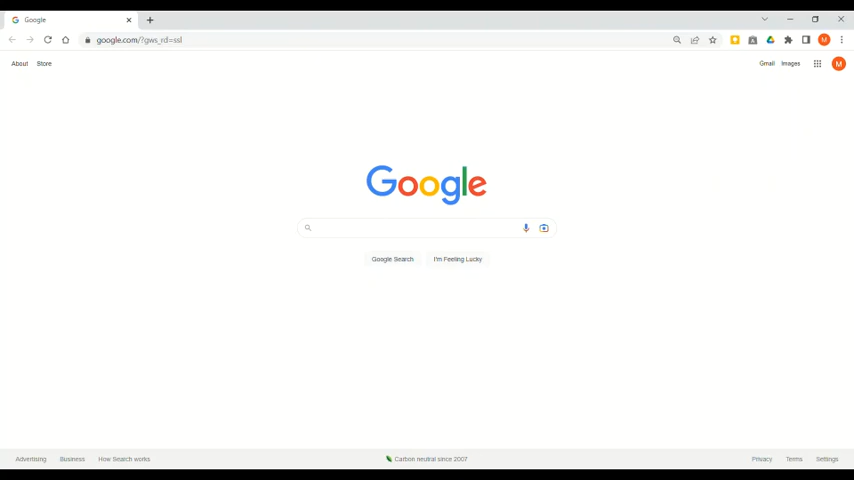 Google
google.com/?gws_rd=ssl
M
About Store
Gmail Images
M
Google
Google Search I'm Feeling Lucky
Advertising Business How Search works
Carbon neutral since 2007
Privacy Terms Settings